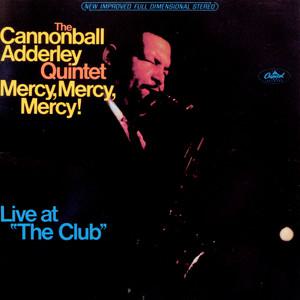 NEW IMPROVED FULL DIMENSIONAL STEREO
The
Cannonball
Adderley
Quintet
Mercy, Mercy,
Mercy!
Capitol
Live at
"The Club"